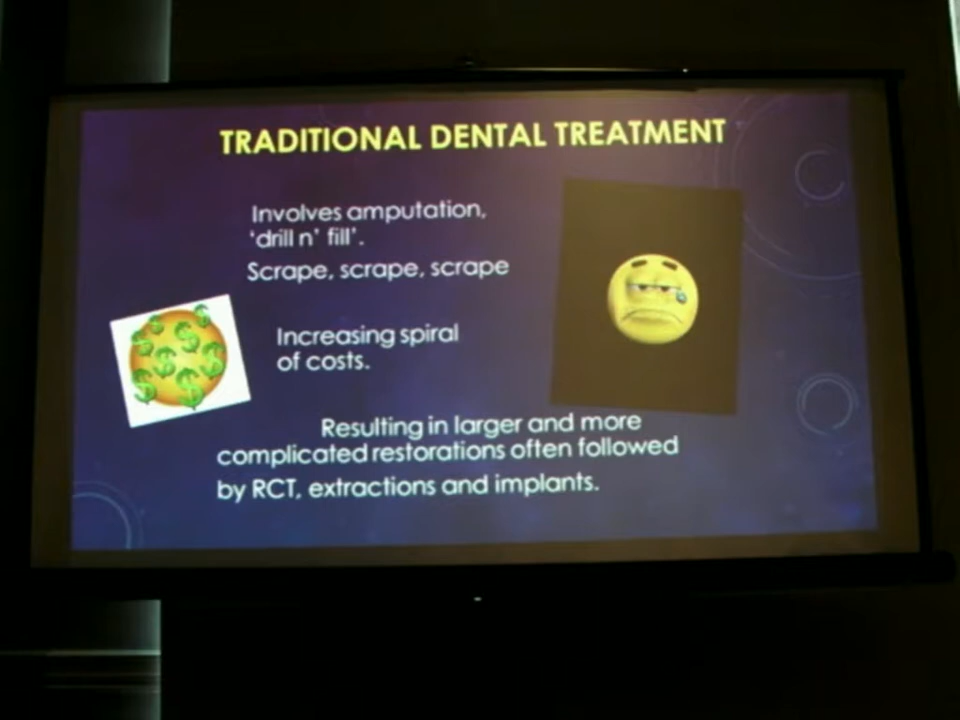 TRADITIONAL DENTAL TREATMENT
Involves amputation,
‘drill n’ fill’.
Scrape, scrape, scrape
Increasing spiral
of costs.
Resulting in larger and more
complicated restorations often followed
by RCT, extractions and implants.